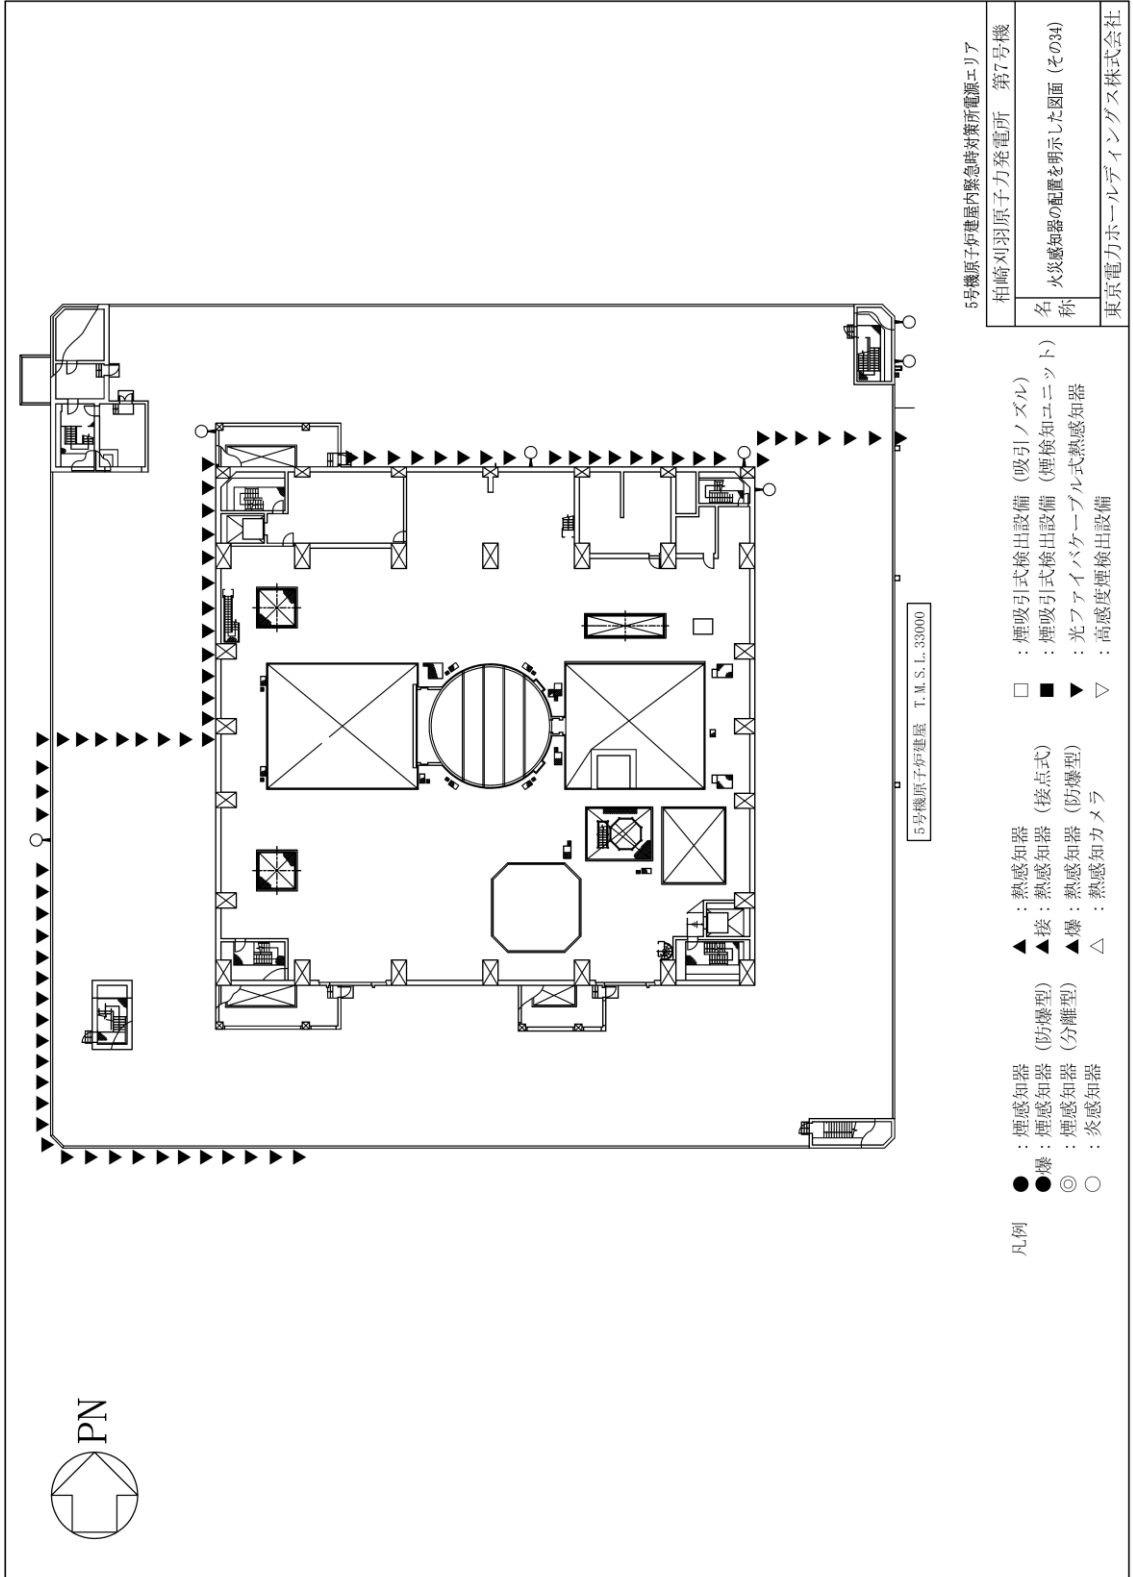 PN
5号機原子炉建屋 T.M.S.L.33000
5号機原子炉建屋内緊急時対策所電源エリア
凡例
● :煙感知器
●爆:煙感知器(防爆型)
◎ :煙感知器(分離型)
○ :炎感知器
▲ :熱感知器
▲接:熱感知器(接点式)
▲爆:熱感知器(防爆型)
△ :熱感知カメラ
□ :煙吸引式検出設備(吸引ノズル)
■ :煙吸引式検出設備(煙検知ユニット)
▼ :光ファイバケーブル式熱感知器
▽ :高感度煙検出設備
柏崎刈羽原子力発電所 第7号機
名称 火災感知器の配置を明示した図面(その34)
東京電力ホールディングス株式会社